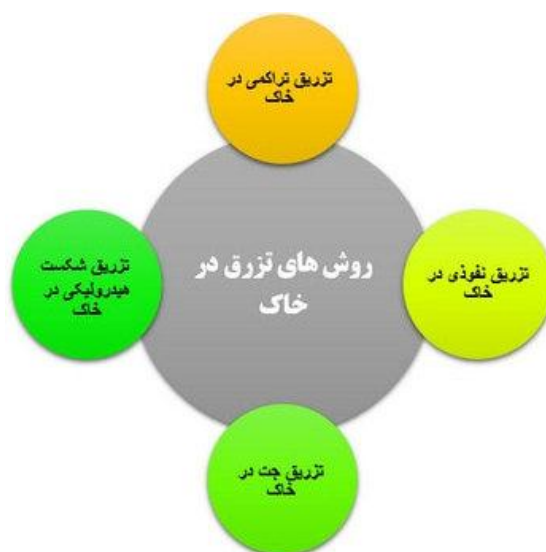 تزریق تراکمی در
خاک
روش های تزرق در
خاک
تزریق نفوذی در
خاک
تزریق شکست
هیدرولیکی در
خاک
تزریق جت در
خاک